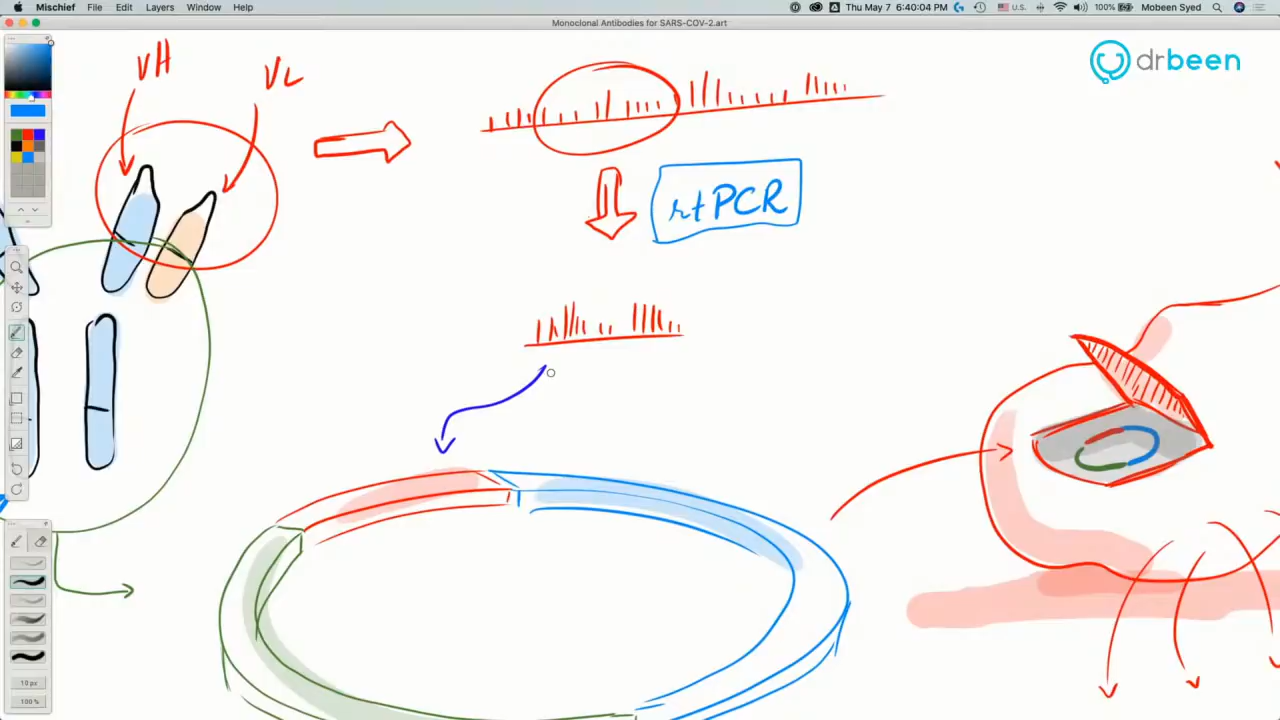 Mischief File Edit Layers Window Help
Thu May 7 6:40:04 PM U.S. 100% Mobeen Syed
Monoclonal Antibodies for SARS-COV-2.art
drbeen
VH
VL
rtPCR
10 px
100 %